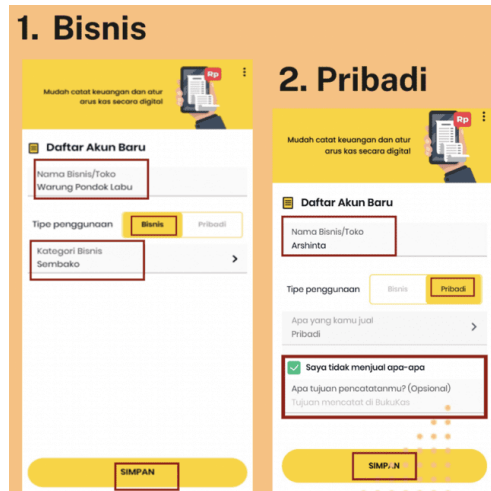 1. Bisnis
Mudah catat keuangan dan atur
arus kas secara digital
Rp
Daftar Akun Baru
Nama Bisnis/Toko
Warung Pondok Labu
Tipe penggunaan
Bisnis
Pribadi
Kategori Bisnis
Sembako
SIMPAN
2. Pribadi
Mudah catat keuangan dan atur
arus kas secara digital
Rp
Daftar Akun Baru
Nama Bisnis/Toko
Arshinta
Tipe penggunaan
Bisnis
Pribadi
Apa yang kamu jual
Pribadi
Saya tidak menjual apa-apa
Apa tujuan pencatatanmu? (Opsional)
Tujuan mencatat di BukuKas
SIMPAN